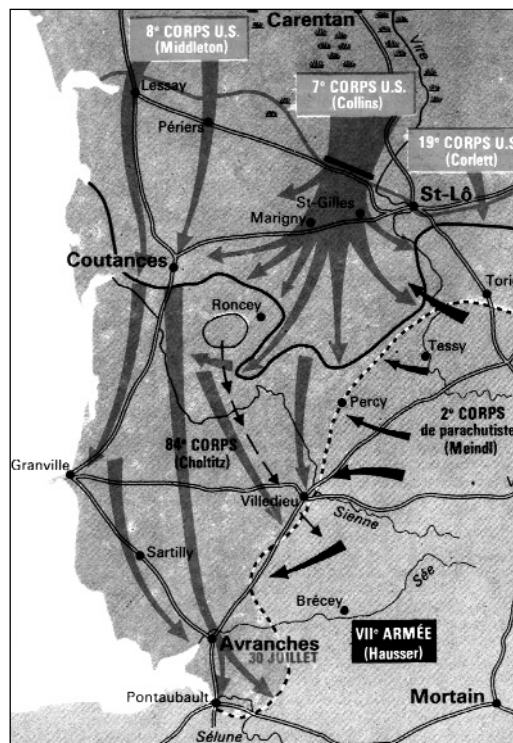 8e CORPS U.S.
(Middleton)
Carentan
Vire
7e CORPS U.S.
(Collins)
Lessay
Périers
19e CORPS U.S
(Corlett)
St-Lô
St-Gilles
Marigny
Coutances
Roncey
Torig
Tessy
Percy
2e CORPS
de parachutistes
(Meindl)
84e CORPS
(Choltitz)
Granville
Villedieu
V
Sienne
Sartilly
Sée
Brécey
VIIe ARMÉE
(Hausser)
Avranches
30 JUILLET
Pontaubault
Mortain
Sélune